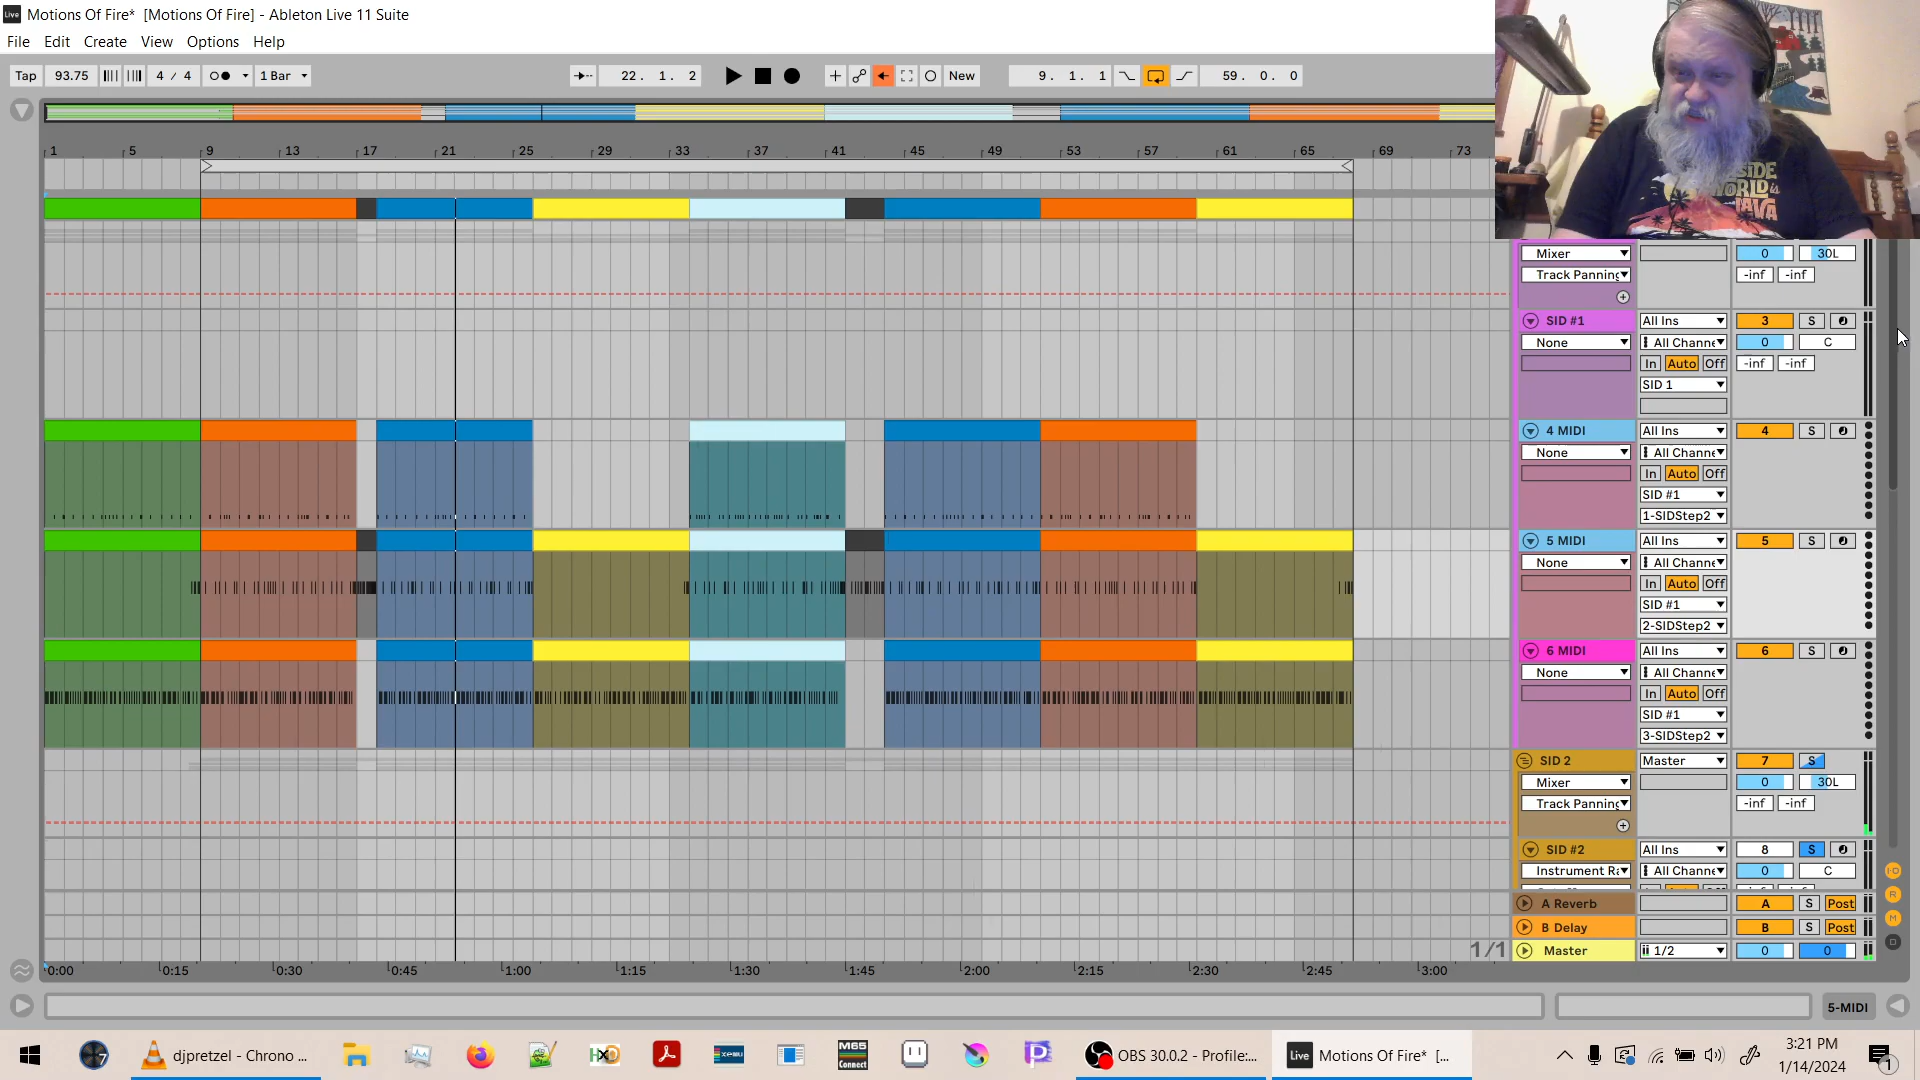 Motions Of Fire* [Motions Of Fire] - Ableton Live 11 Suite
File Edit Create View Options Help
Tap 93.75 4 / 4 1 Bar 22. 1. 2 New 9. 1. 1 59. 0. 0
1 5 9 13 17 21 25 29 33 37 41 45 49 53 57 61 65 69 73
SIDE
WORLD is
JAVA
Mixer 0 30L
Track Panning -inf -inf
SID #1 All Ins 3 S
None All Channe 0 C
In Auto Off -inf -inf
SID 1
4 MIDI All Ins 4 S
None All Channe
In Auto Off
SID #1
1-SIDStep2
5 MIDI All Ins 5 S
None All Channe
In Auto Off
SID #1
2-SIDStep2
6 MIDI All Ins 6 S
None All Channe
In Auto Off
SID #1
3-SIDStep2
SID 2 Master 7 S
Mixer 0 30L
Track Panning -inf -inf
SID #2 All Ins 8 S
Instrument Ra All Channe 0 C
A Reverb A S Post
B Delay B S Post
1/1 Master 1/2 0 0
0:00 0:15 0:30 0:45 1:00 1:15 1:30 1:45 2:00 2:15 2:30 2:45 3:00
5-MIDI
djpretzel - Chrono ... M65 Connect OBS 30.0.2 - Profile:... Live Motions Of Fire* [...
3:21 PM
1/14/2024
1